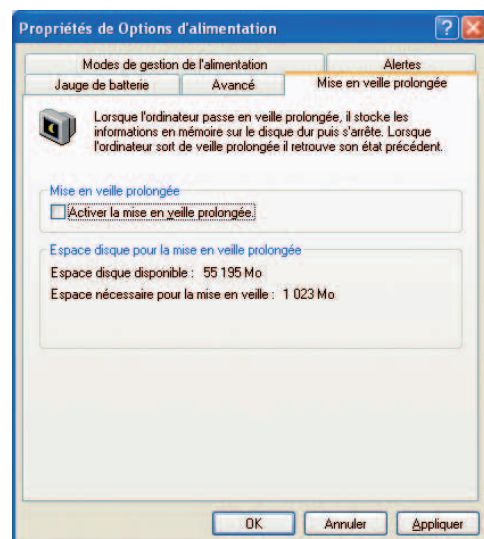 Propriétés de Options d'alimentation
Modes de gestion de l'alimentation
Alertes
Jauge de batterie
Avancé
Mise en veille prolongée
Lorsque l'ordinateur passe en veille prolongée, il stocke les
informations en mémoire sur le disque dur puis s'arrête. Lorsque
l'ordinateur sort de veille prolongée il retrouve son état précédent.
Mise en veille prolongée
Activer la mise en veille prolongée.
Espace disque pour la mise en veille prolongée
Espace disque disponible : 55 195 Mo
Espace nécessaire pour la mise en veille : 1 023 Mo
OK
Annuler
Appliquer